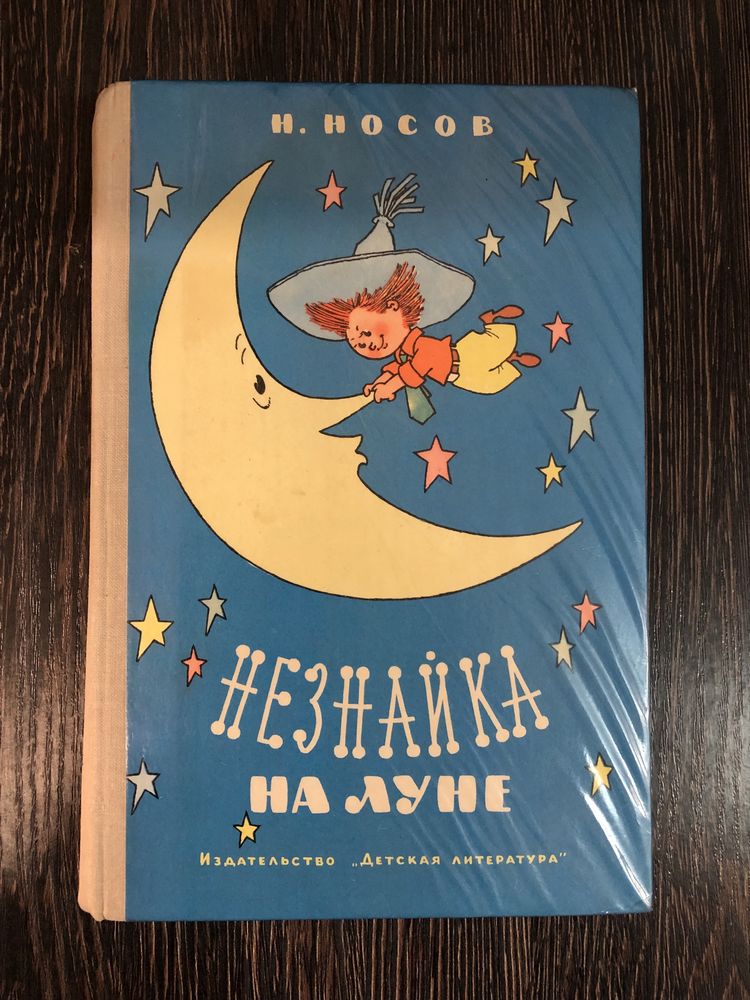 Н. НОСОВ
НЕЗНАЙКА
НА ЛУНЕ
Издательство „Детская литература"